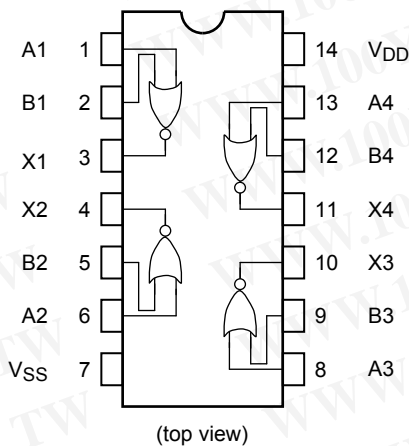 A1 1 14 VDD
B1 2 13 A4
X1 3 12 B4
X2 4 11 X4
B2 5 10 X3
A2 6 9 B3
VSS 7 8 A3
(top view)